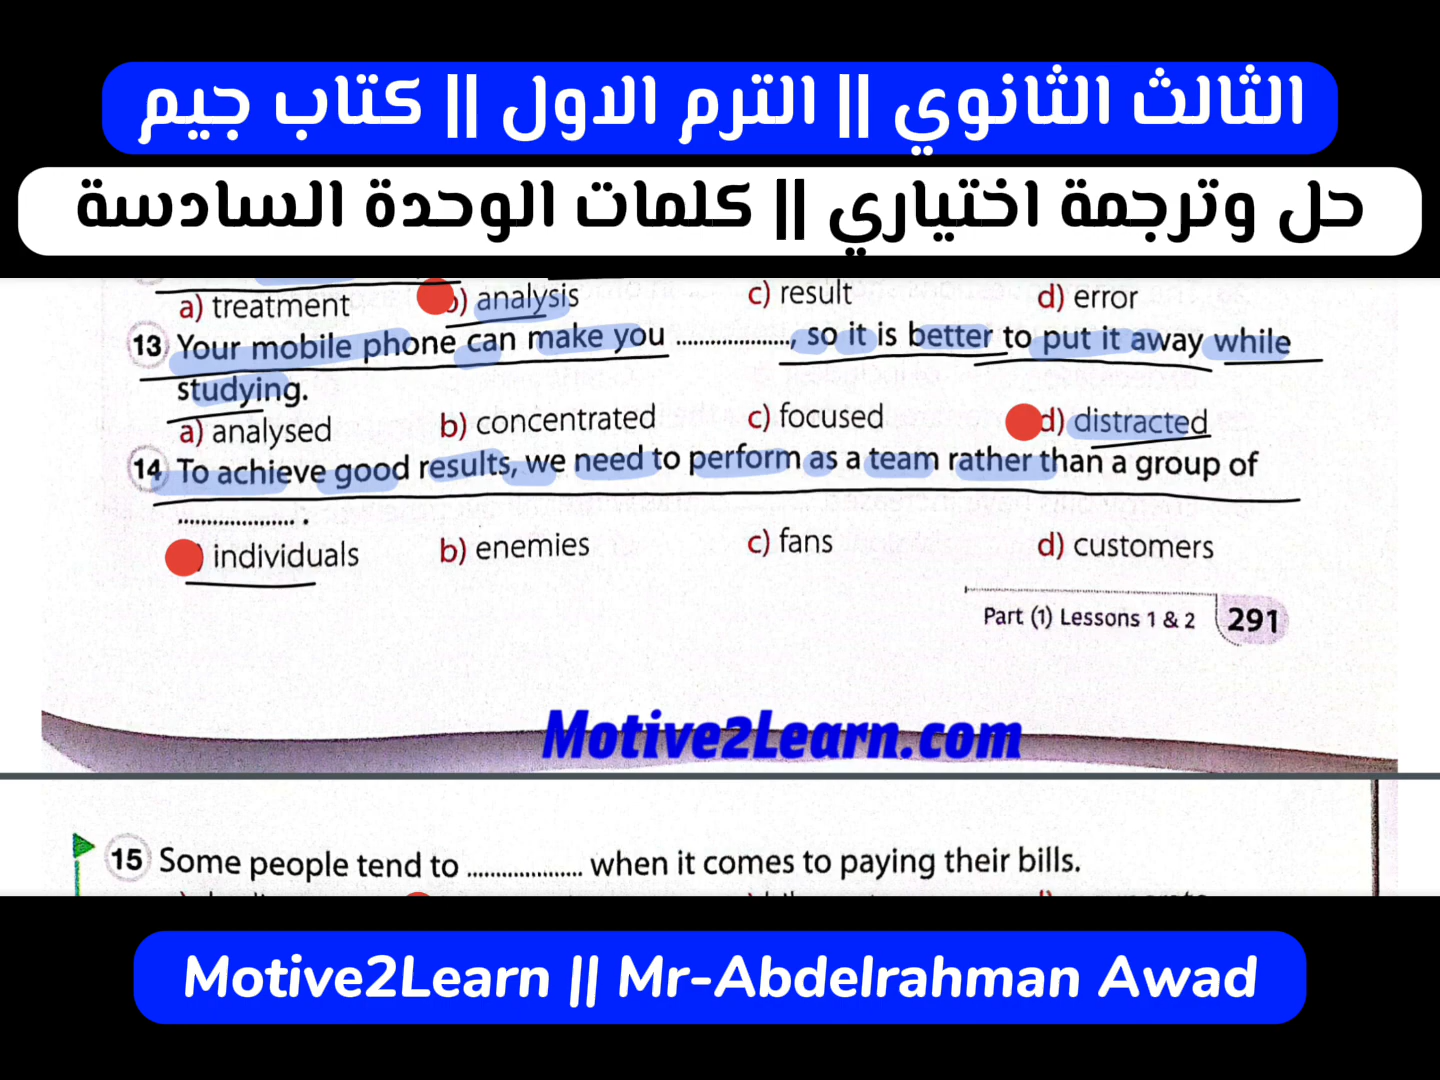 الثالث الثانوي || الترم الاول || كتاب جيم
حل وترجمة اختياري || كلمات الوحدة السادسة
a) treatment b) analysis c) result d) error
13 Your mobile phone can make you ...................., so it is better to put it away while
studying.
a) analysed b) concentrated c) focused d) distracted
14 To achieve good results, we need to perform as a team rather than a group of
..................... .
) individuals b) enemies c) fans d) customers
Part (1) Lessons 1 & 2 291
Motive2Learn.com
15 Some people tend to .................... when it comes to paying their bills.
Motive2Learn || Mr-Abdelrahman Awad